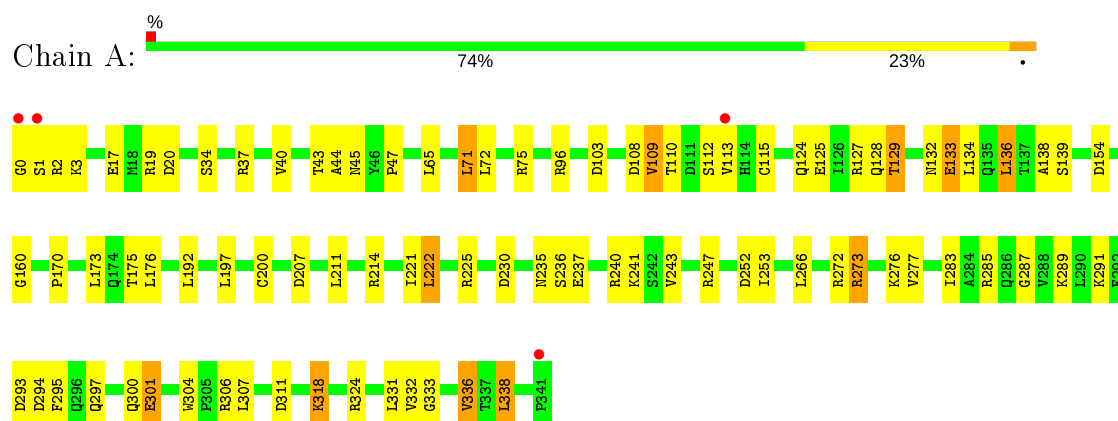 %
Chain A:
74% 23% •
G0 S1 R2 K3 E17 M18 R19 D20 S34 R37 V40 T43 A44 N45 Y46 P47 L65 L71 L72 R75 R96 D103 D108 V109 T110 D111 S112 V113 H114 C115 Q124 E125 I126 R127 Q128 T129 N132 E133 L134 Q135 L136 T137 A138 S139 D154
G160 P170 L173 Q174 T175 L176 L192 L197 C200 D207 L211 R214 I221 L222 R225 D230 N235 S236 E237 R240 K241 S242 V243 R247 D252 I253 L266 R272 R273 K276 V277 I283 A284 R285 Q286 G287 V288 K289 L290 K291
D293 D294 F295 Q296 Q297 Q300 E301 W304 P305 R306 L307 D311 K318 R324 L331 V332 G333 V336 T337 L338 P341